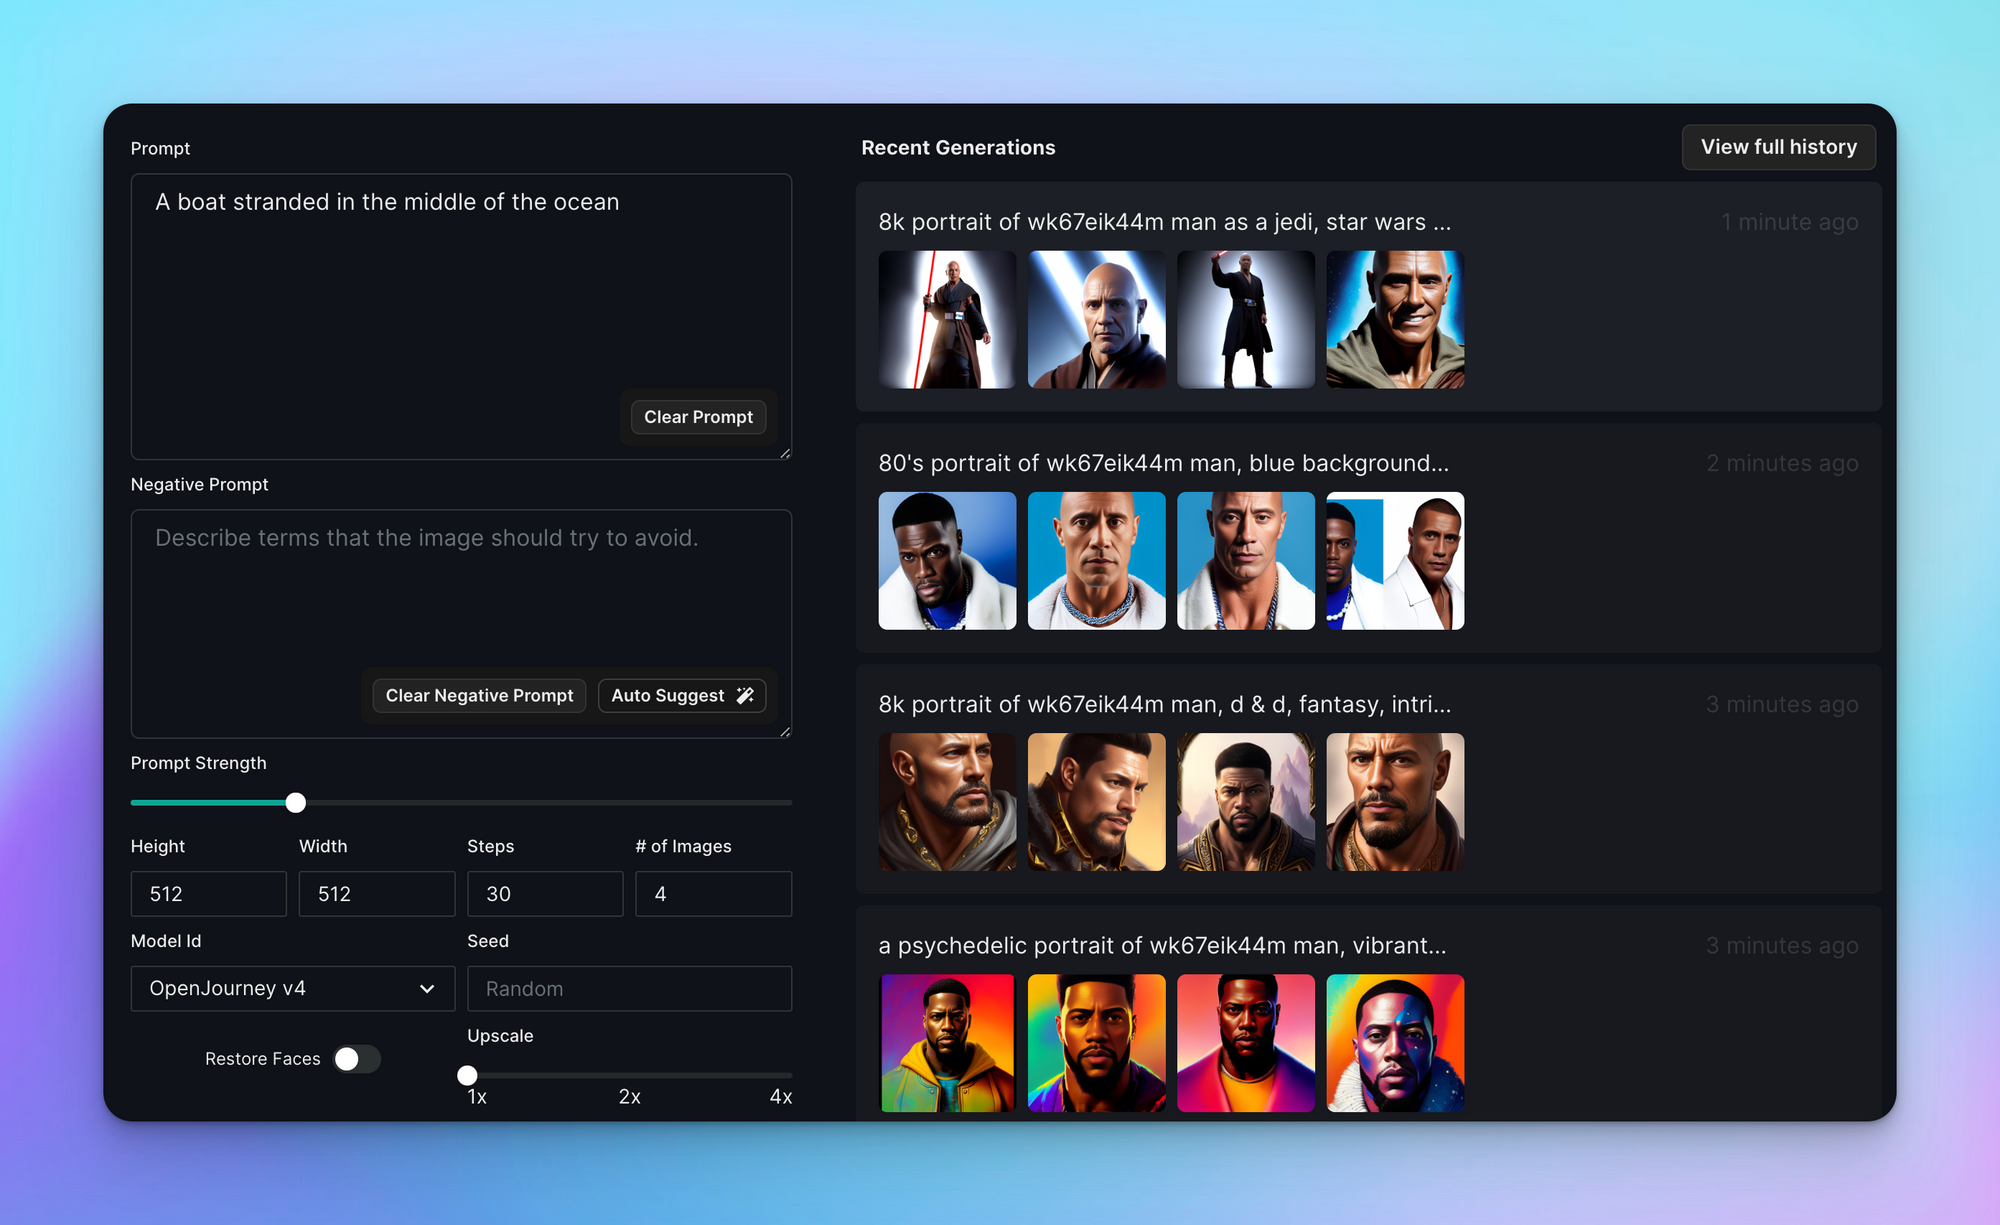 Prompt
A boat stranded in the middle of the ocean
Clear Prompt
Negative Prompt
Describe terms that the image should try to avoid.
Clear Negative Prompt
Auto Suggest
Prompt Strength
Height
Width
Steps
# of Images
512
512
30
4
Model Id
Seed
OpenJourney v4
Random
Restore Faces
Upscale
1x
2x
4x
Recent Generations
View full history
8k portrait of wk67eik44m man as a jedi, star wars ...
1 minute ago
80's portrait of wk67eik44m man, blue background...
2 minutes ago
8k portrait of wk67eik44m man, d & d, fantasy, intri...
3 minutes ago
a psychedelic portrait of wk67eik44m man, vibrant...
3 minutes ago